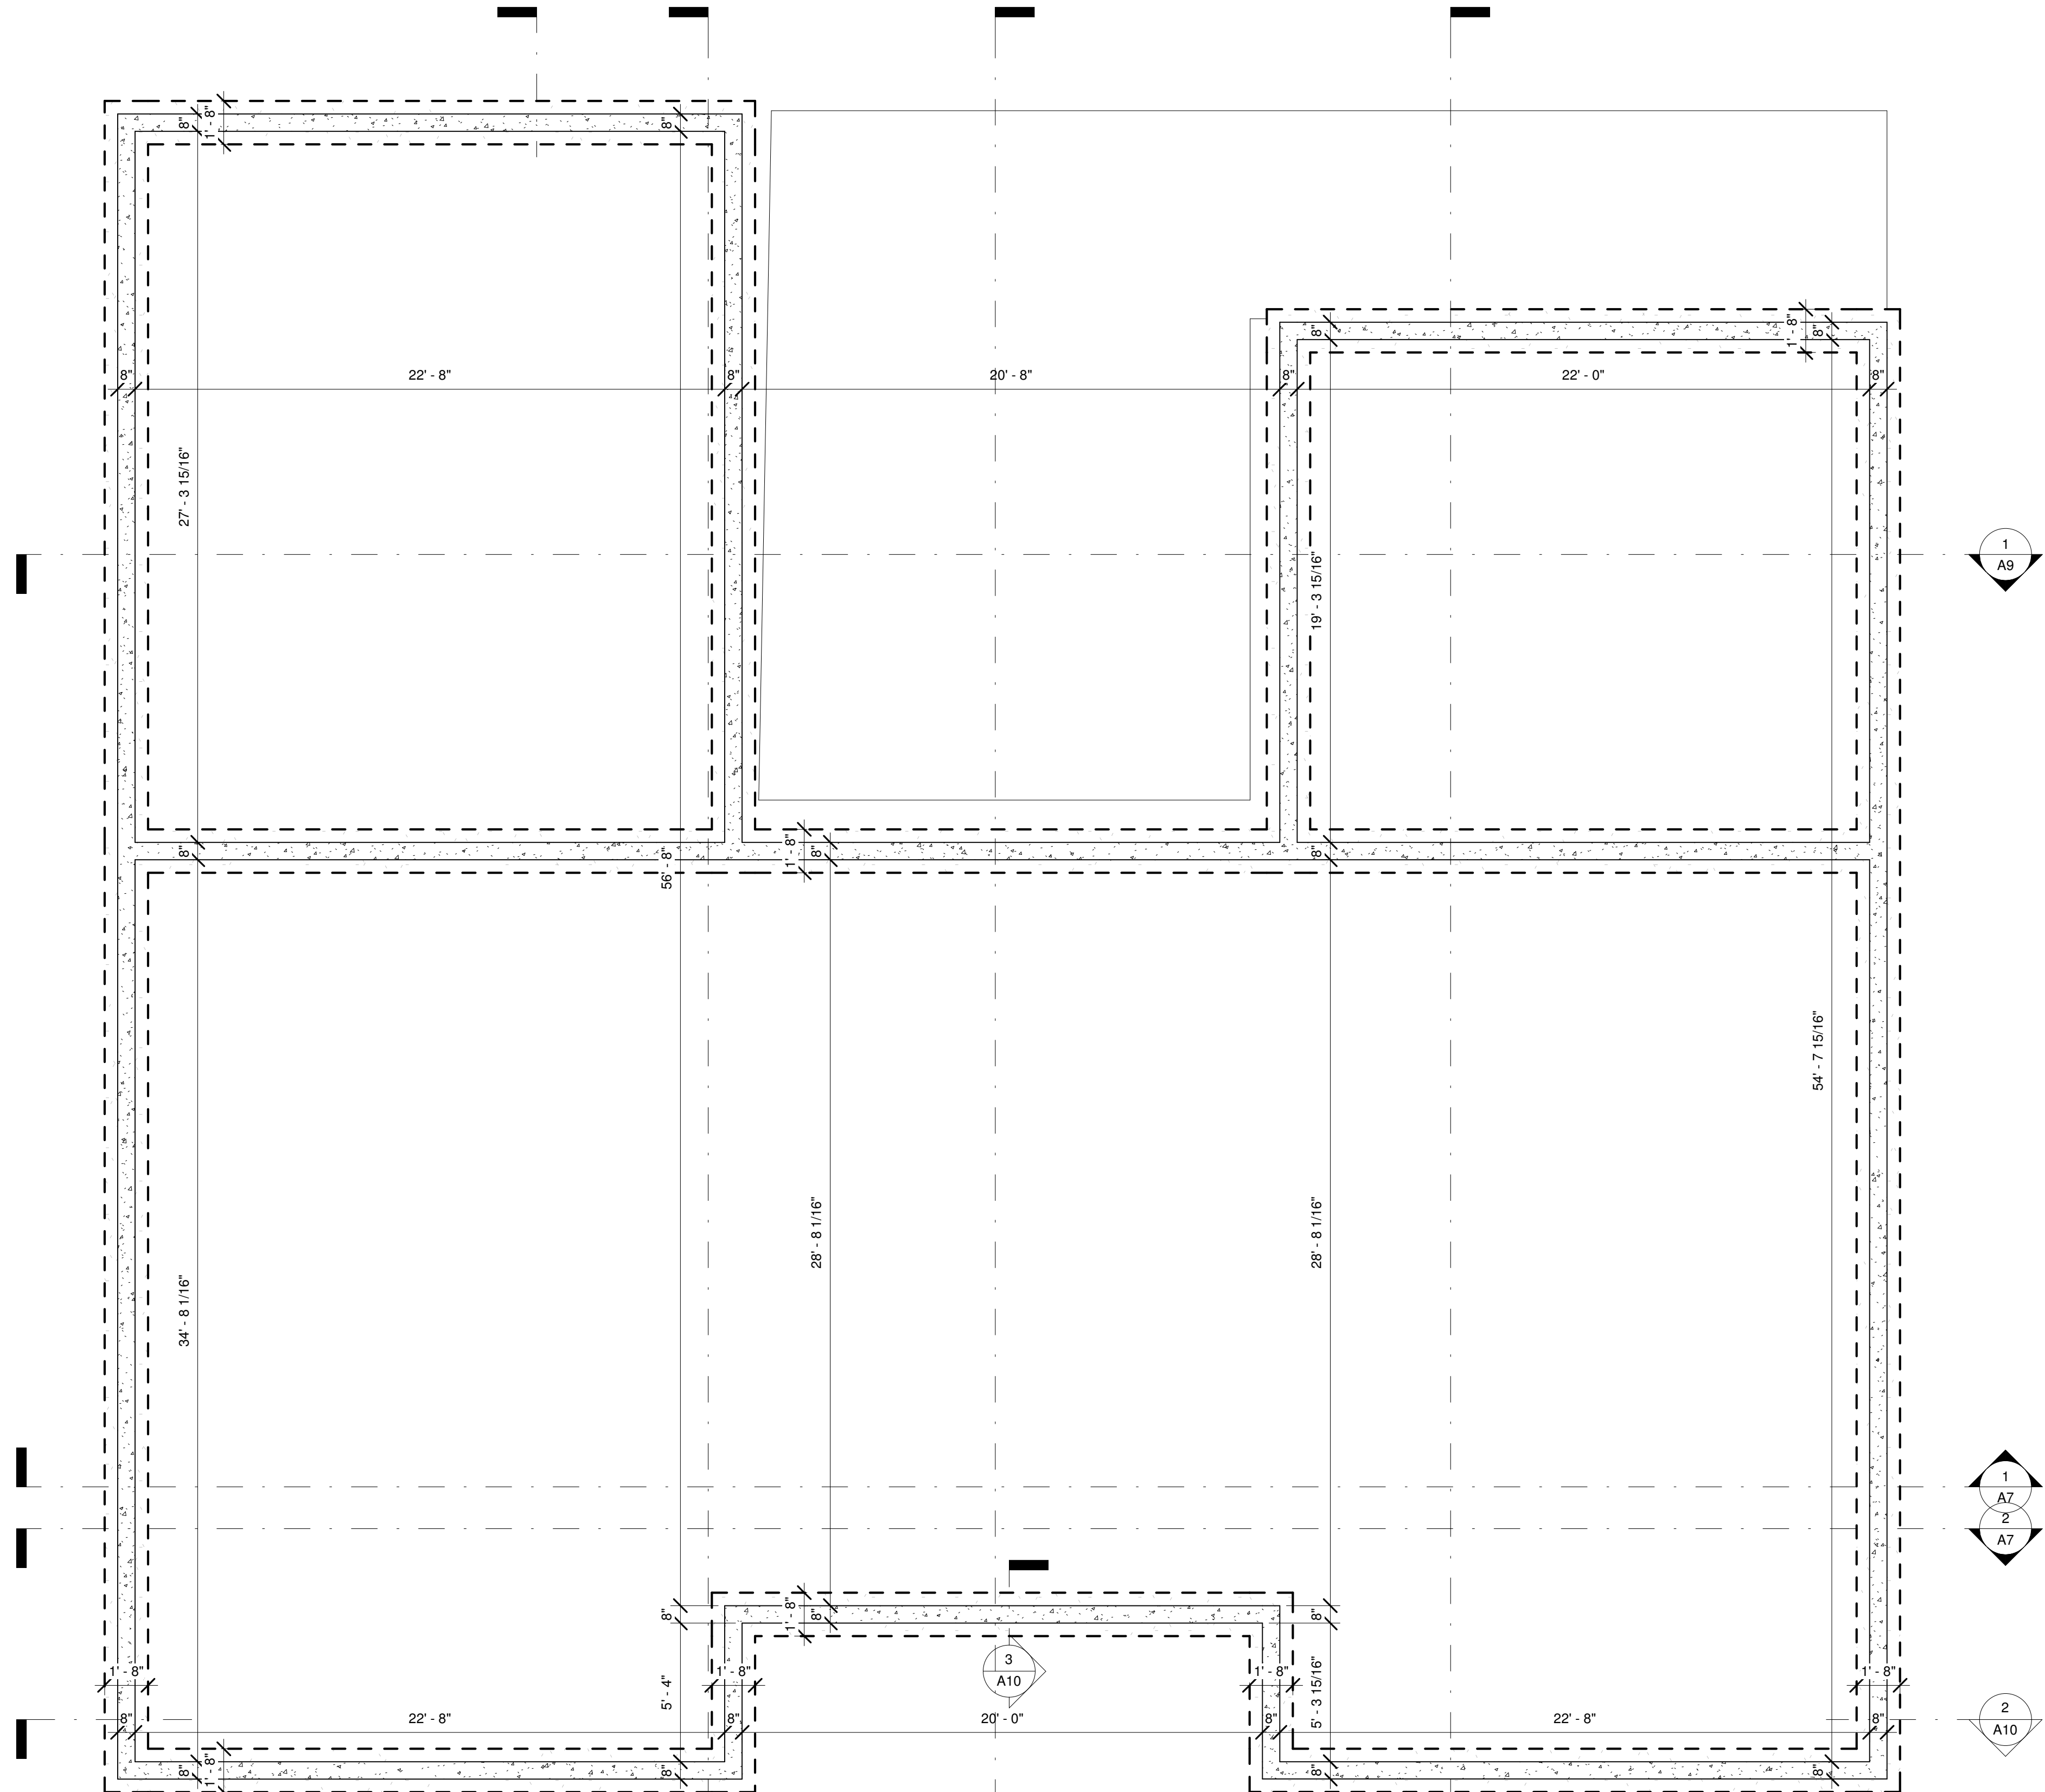 8"
1' - 8"
8"
8"
1' - 8"
8"
8"
22' - 8"
8"
20' - 8"
8"
22' - 0"
8"
27' - 3 15/16"
19' - 3 15/16"
1
A9
8"
56' - 8"
1' - 8"
8"
8"
54' - 7 15/16"
34' - 8 1/16"
28' - 8 1/16"
28' - 8 1/16"
1
A7
2
A7
8"
1' - 8"
8"
8"
3
A10
1' - 8"
5' - 4"
1' - 8"
1' - 8"
5' - 3 15/16"
1' - 8"
8"
22' - 8"
8"
20' - 0"
8"
22' - 8"
8"
2
A10
8"
1' - 8"
8"
8"
8"